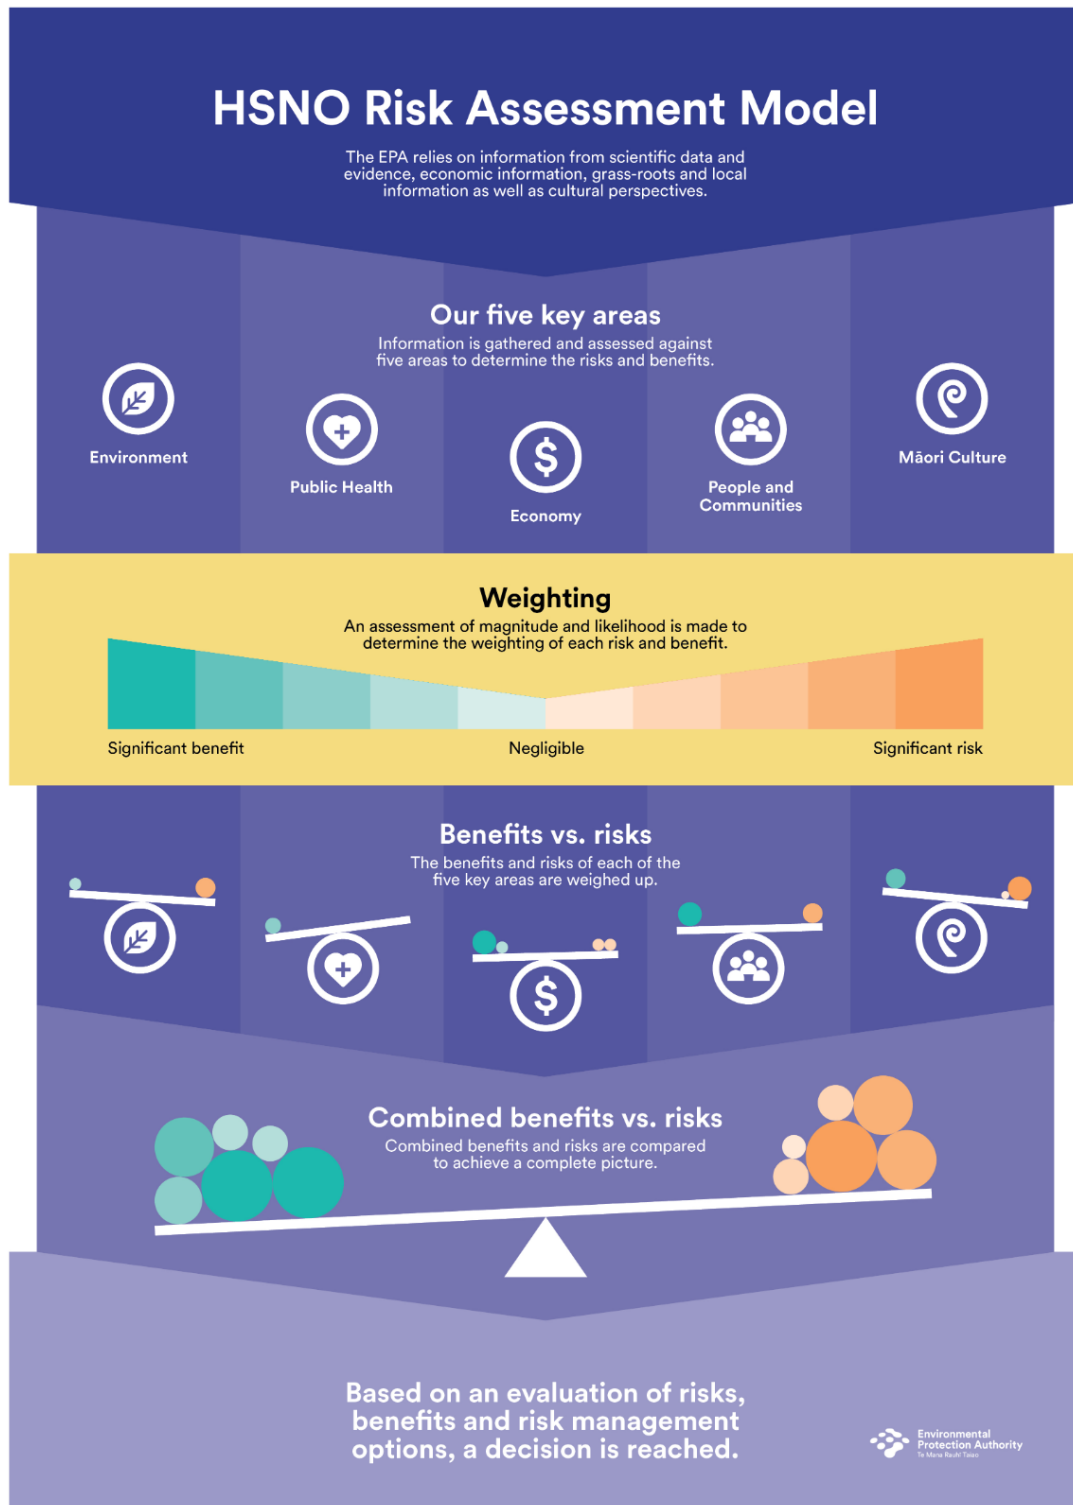 HSNO Risk Assessment Model
The EPA relies on information from scientific data and
evidence, economic information, grass-roots and local
information as well as cultural perspectives.
Our five key areas
Information is gathered and assessed against
five areas to determine the risks and benefits.
Environment
Public Health
$
Economy
People and
Communities
Māori Culture
Weighting
An assessment of magnitude and likelihood is made to
determine the weighting of each risk and benefit.
Significant benefit
Negligible
Significant risk
Benefits vs. risks
The benefits and risks of each of the
five key areas are weighed up.
$
Combined benefits vs. risks
Combined benefits and risks are compared
to achieve a complete picture.
Based on an evaluation of risks,
benefits and risk management
options, a decision is reached.
Environmental
Protection Authority
Te Mana Rauhī Taiao